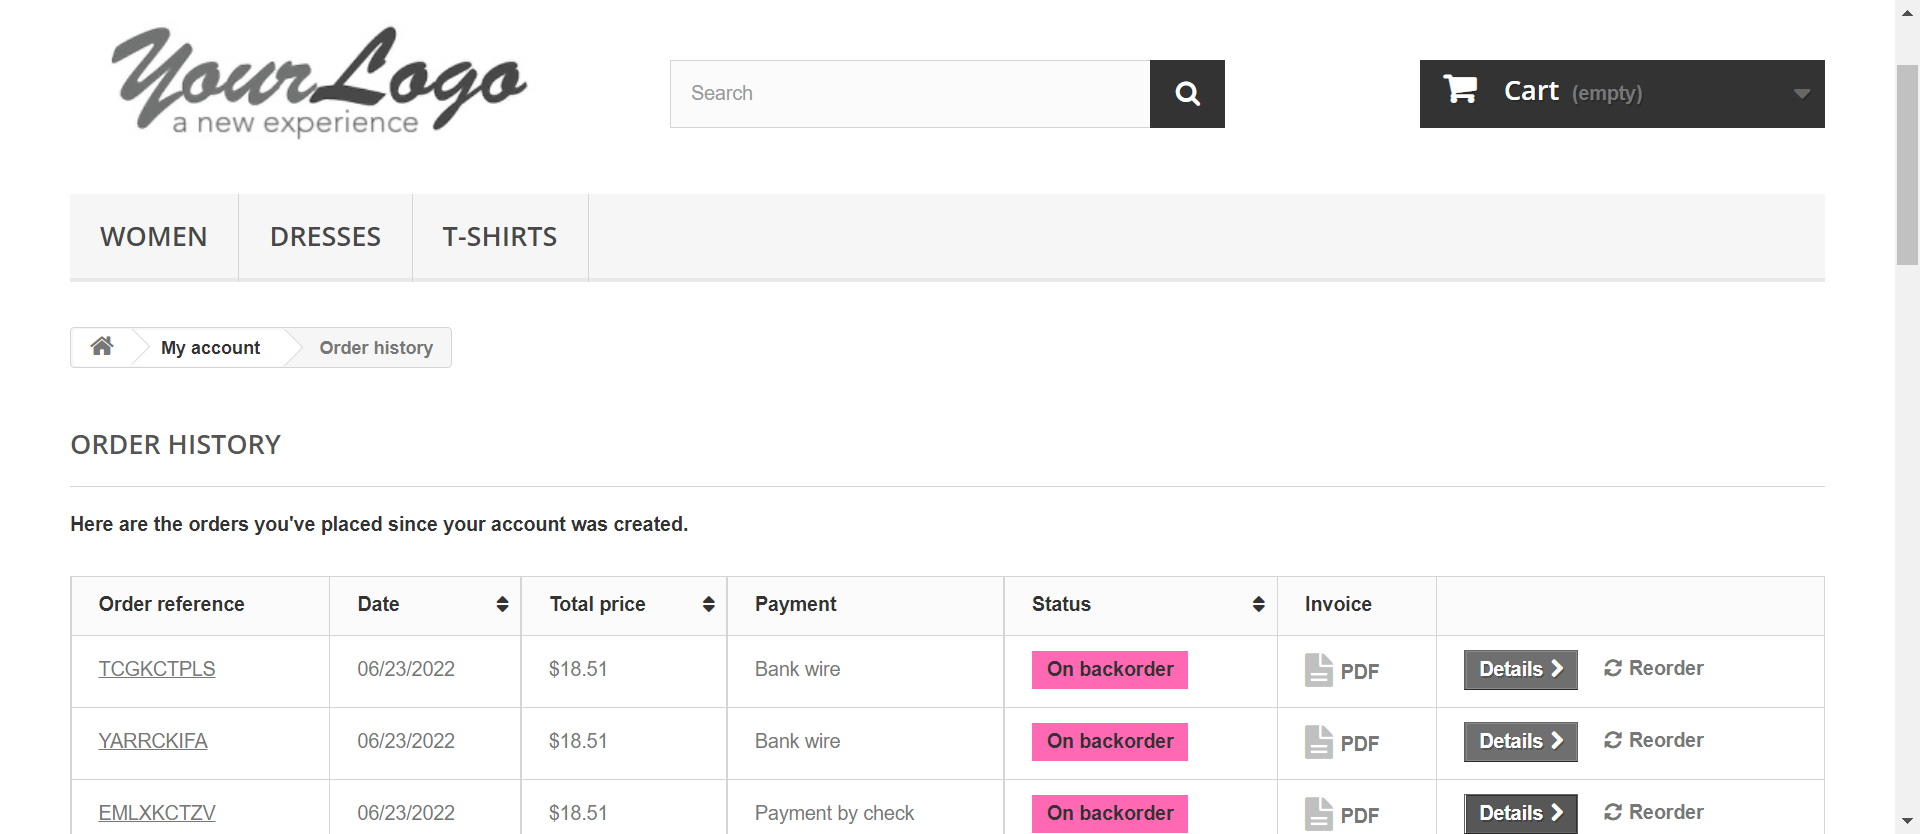 YourLogo
a new experience
Search
Cart (empty)
WOMEN DRESSES T-SHIRTS
My account Order history
ORDER HISTORY
Here are the orders you've placed since your account was created.
Order reference Date Total price Payment Status Invoice
TCGKCTPLS 06/23/2022 $18.51 Bank wire On backorder PDF Details Reorder
YARRCKIFA 06/23/2022 $18.51 Bank wire On backorder PDF Details Reorder
EMLXKCTZV 06/23/2022 $18.51 Payment by check On backorder PDF Details Reorder